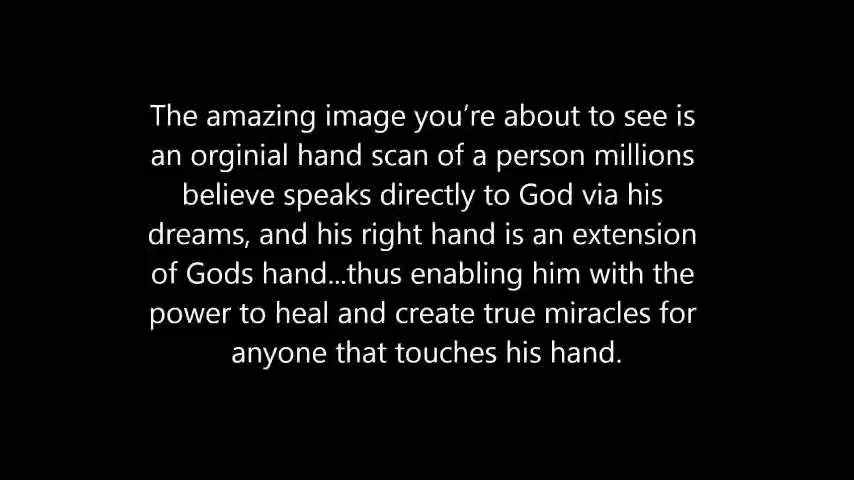 The amazing image you’re about to see is
an orginial hand scan of a person millions
believe speaks directly to God via his
dreams, and his right hand is an extension
of Gods hand...thus enabling him with the
power to heal and create true miracles for
anyone that touches his hand.